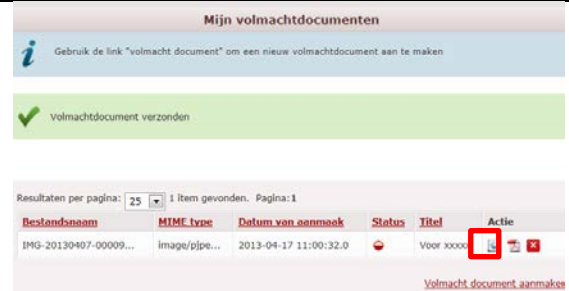 Mijn volmachtdocumenten
Gebruik de link "volmacht document" om een nieuw volmachtdocument aan te maken
Volmachtdocument verzonden
Resultaten per pagina: 25 1 item gevonden. Pagina:1
Bestandsnaam MIME type Datum van aanmaak Status Titel Actie
IMG-20130407-00009... image/pjpe... 2013-04-17 11:00:32.0 Voor xxxxx
Volmacht document aanmaken